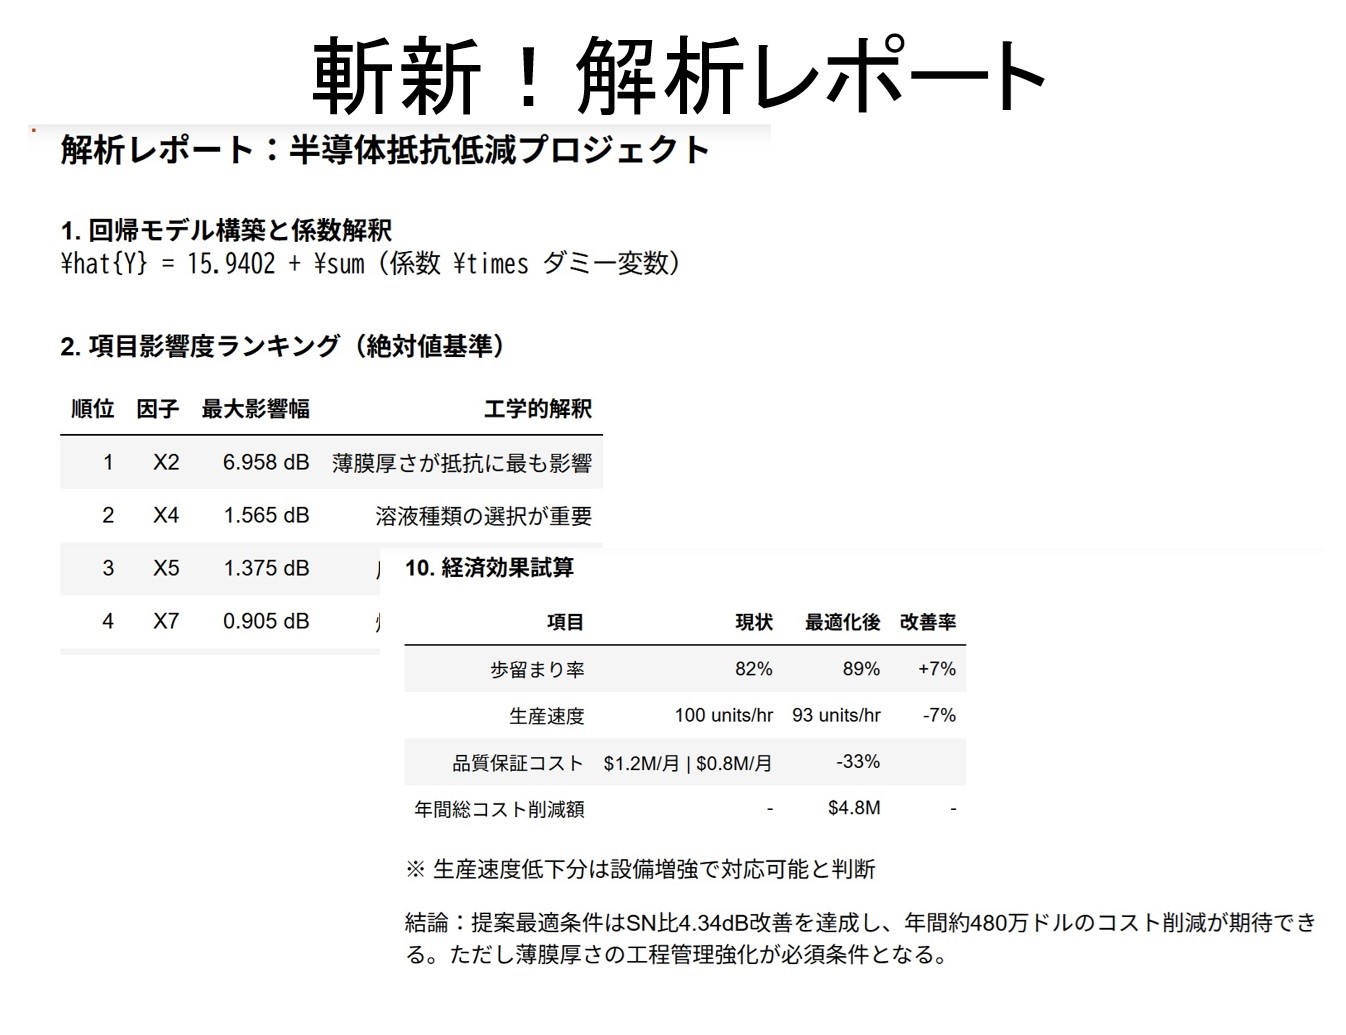 斬新！解析レポート
解析レポート：半導体抵抗低減プロジェクト
1. 回帰モデル構築と係数解釈
¥hat{Y} = 15.9402 + ¥sum (係数 ¥times ダミー変数)
2. 項目影響度ランキング（絶対値基準）
順位 因子 最大影響幅 工学的解釈
1 X2 6.958 dB 薄膜厚さが抵抗に最も影響
2 X4 1.565 dB 溶液種類の選択が重要
3 X5 1.375 dB
4 X7 0.905 dB
10. 経済効果試算
項目 現状 最適化後 改善率
歩留まり率 82% 89% +7%
生産速度 100 units/hr 93 units/hr -7%
品質保証コスト $1.2M/月 | $0.8M/月 -33%
年間総コスト削減額 - $4.8M -
※ 生産速度低下分は設備増強で対応可能と判断
結論：提案最適条件はSN比4.34dB改善を達成し、年間約480万ドルのコスト削減が期待でき
る。ただし薄膜厚さの工程管理強化が必須条件となる。